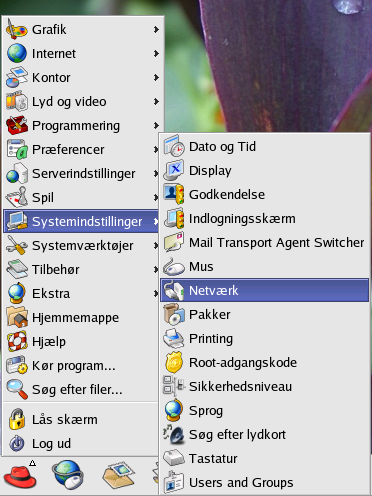 Grafik
Internet
Kontor
Lyd og video
Programmering
Præferencer
Serverindstillinger
Spil
Systemindstillinger
Systemværktøjer
Tilbehør
Ekstra
Hjemmemappe
Hjælp
Kør program...
Søg efter filer...
Lås skærm
Log ud
Dato og Tid
Display
Godkendelse
Indlogningsskærm
Mail Transport Agent Switcher
Mus
Netværk
Pakker
Printing
Root-adgangskode
Sikkerhedsniveau
Sprog
Søg efter lydkort
Tastatur
Users and Groups